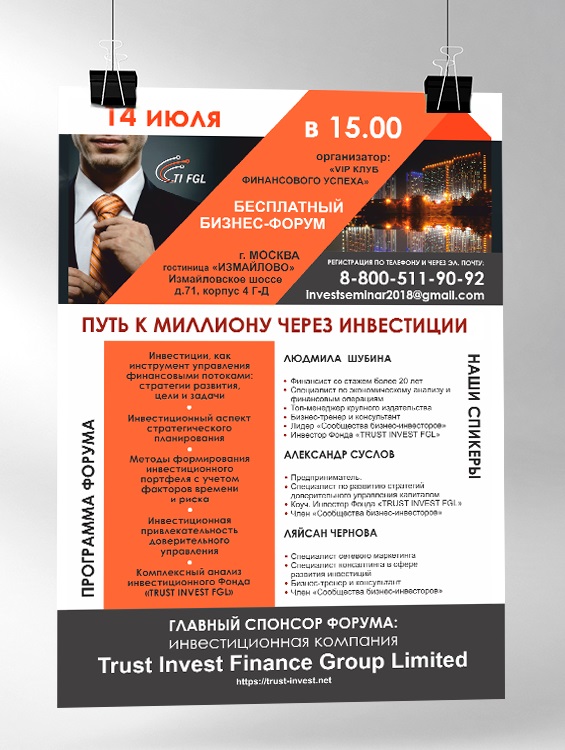 14 ИЮЛЯ
в 15.00
организатор:
«VIP КЛУБ
ФИНАНСОВОГО УСПЕХА»
TI FGL
БЕСПЛАТНЫЙ
БИЗНЕС-ФОРУМ
г. МОСКВА
гостиница «ИЗМАЙЛОВО»
Измайловское шоссе
д.71, корпус 4 Г-Д
РЕГИСТРАЦИЯ ПО ТЕЛЕФОНУ И ЧЕРЕЗ ЭЛ. ПОЧТУ:
8-800-511-90-92
investseminar2018@gmail.com
ПУТЬ К МИЛЛИОНУ ЧЕРЕЗ ИНВЕСТИЦИИ
ПРОГРАММА ФОРУМА
Инвестиции, как
инструмент управления
финансовыми потоками:
стратегии развития,
цели и задачи
•
Инвестиционный аспект
стратегического
планирования
•
Методы формирования
инвестиционного
портфеля с учетом
факторов времени
и риска
•
Инвестиционная
привлекательность
доверительного
управления
•
Комплексный анализ
инвестиционного Фонда
«TRUST INVEST FGL»
НАШИ СПИКЕРЫ
ЛЮДМИЛА ШУБИНА
• Финансист со стажем более 20 лет
• Специалист по экономическому анализу и
финансовым операциям
• Топ-менеджер крупного издательства
• Бизнес-тренер и консультант
• Лидер «Сообщества бизнес-инвесторов»
• Инвестор Фонда «TRUST INVEST FGL»
АЛЕКСАНДР СУСЛОВ
• Предприниматель.
• Специалист по развитию стратегий
доверительного управления капиталом
• Коуч. Инвестор Фонда «TRUST INVEST FGL»
• Член «Сообщества бизнес-инвесторов»
ЛЯЙСАН ЧЕРНОВА
• Специалист сетевого маркетинга
• Специалист консалтинга в сфере
развития инвестиций
• Бизнес-тренер и консультант
• Член «Сообщества бизнес-инвесторов»
ГЛАВНЫЙ СПОНСОР ФОРУМА:
инвестиционная компания
Trust Invest Finance Group Limited
https://trust-invest.net